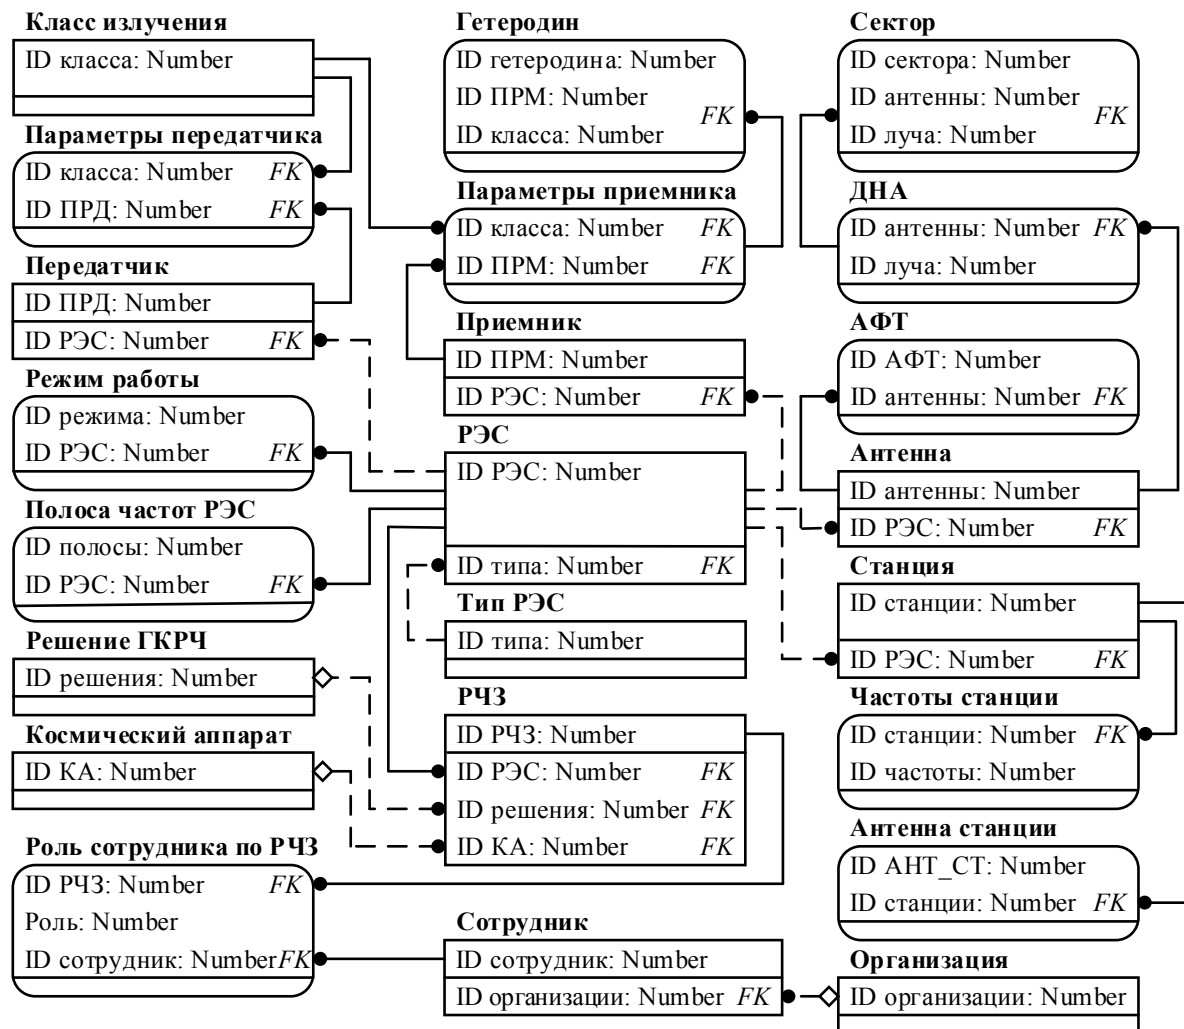 Класс излучения
ID класса: Number
Параметры передатчика
ID класса: Number FK
ID ПРД: Number FK
Передатчик
ID ПРД: Number
ID РЭС: Number FK
Режим работы
ID режима: Number
ID РЭС: Number FK
Полоса частот РЭС
ID полосы: Number
ID РЭС: Number FK
Решение ГКРЧ
ID решения: Number
Космический аппарат
ID КА: Number
Роль сотрудника по РЧЗ
ID РЧЗ: Number FK
Роль: Number
ID сотрудник: NumberFK
Гетеродин
ID гетеродина: Number
ID ПРМ: Number
FK
ID класса: Number
Параметры приемника
ID класса: Number FK
ID ПРМ: Number FK
Приемник
ID ПРМ: Number
ID РЭС: Number FK
РЭС
ID РЭС: Number
ID типа: Number FK
Тип РЭС
ID типа: Number
РЧЗ
ID РЧЗ: Number
ID РЭС: Number FK
ID решения: Number FK
ID КА: Number FK
Сотрудник
ID сотрудник: Number
ID организации: Number FK
Сектор
ID сектора: Number
ID антенны: Number
FK
ID луча: Number
ДНА
ID антенны: Number FK
ID луча: Number
АФТ
ID АФТ: Number
ID антенны: Number FK
Антенна
ID антенны: Number
ID РЭС: Number FK
Станция
ID станции: Number
ID РЭС: Number FK
Частоты станции
ID станции: Number FK
ID частоты: Number
Антенна станции
ID АНТ_СТ: Number
ID станции: Number FK
Организация
ID организации: Number